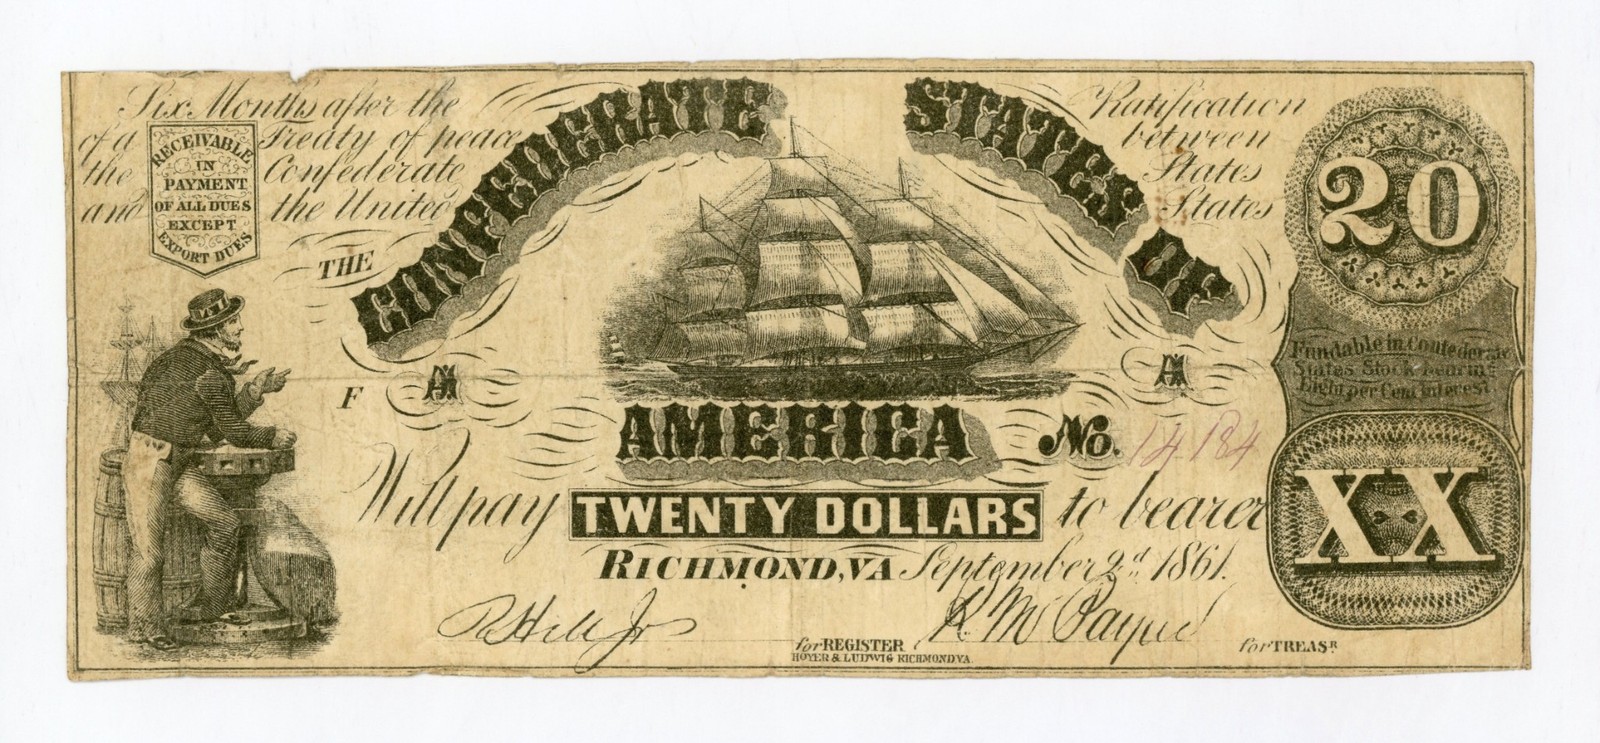 Six Months after the Ratification
of a Treaty of peace between
the Confederate States
and the United States
RECEIVABLE
IN
PAYMENT
OF ALL DUES
EXCEPT
EXPORT DUES
THE
CONFEDERATE STATES OF
AMERICA
20
Fundable in Confederate
States Stock bearing
Eight per Cent interest
F A A
No. 14184
XX
Will pay TWENTY DOLLARS to bearer
RICHMOND, VA September 2d 1861.
R Hill Jr for REGISTER for TREASR
HOYER & LUDWIG RICHMOND VA.